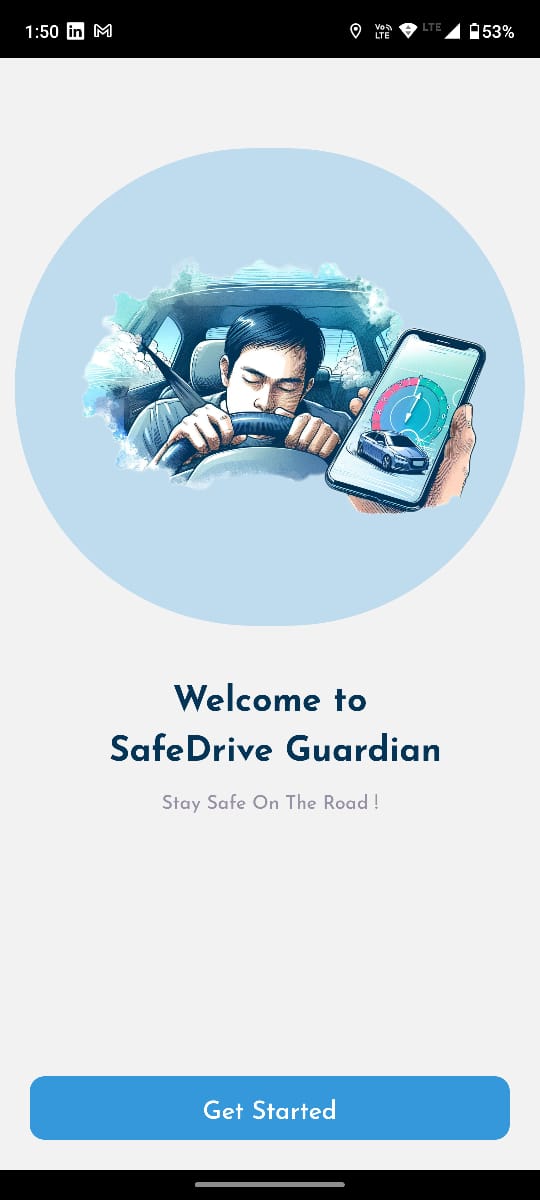 1:50 in M Vo LTE LTE 53%
Welcome to
SafeDrive Guardian
Stay Safe On The Road !
Get Started